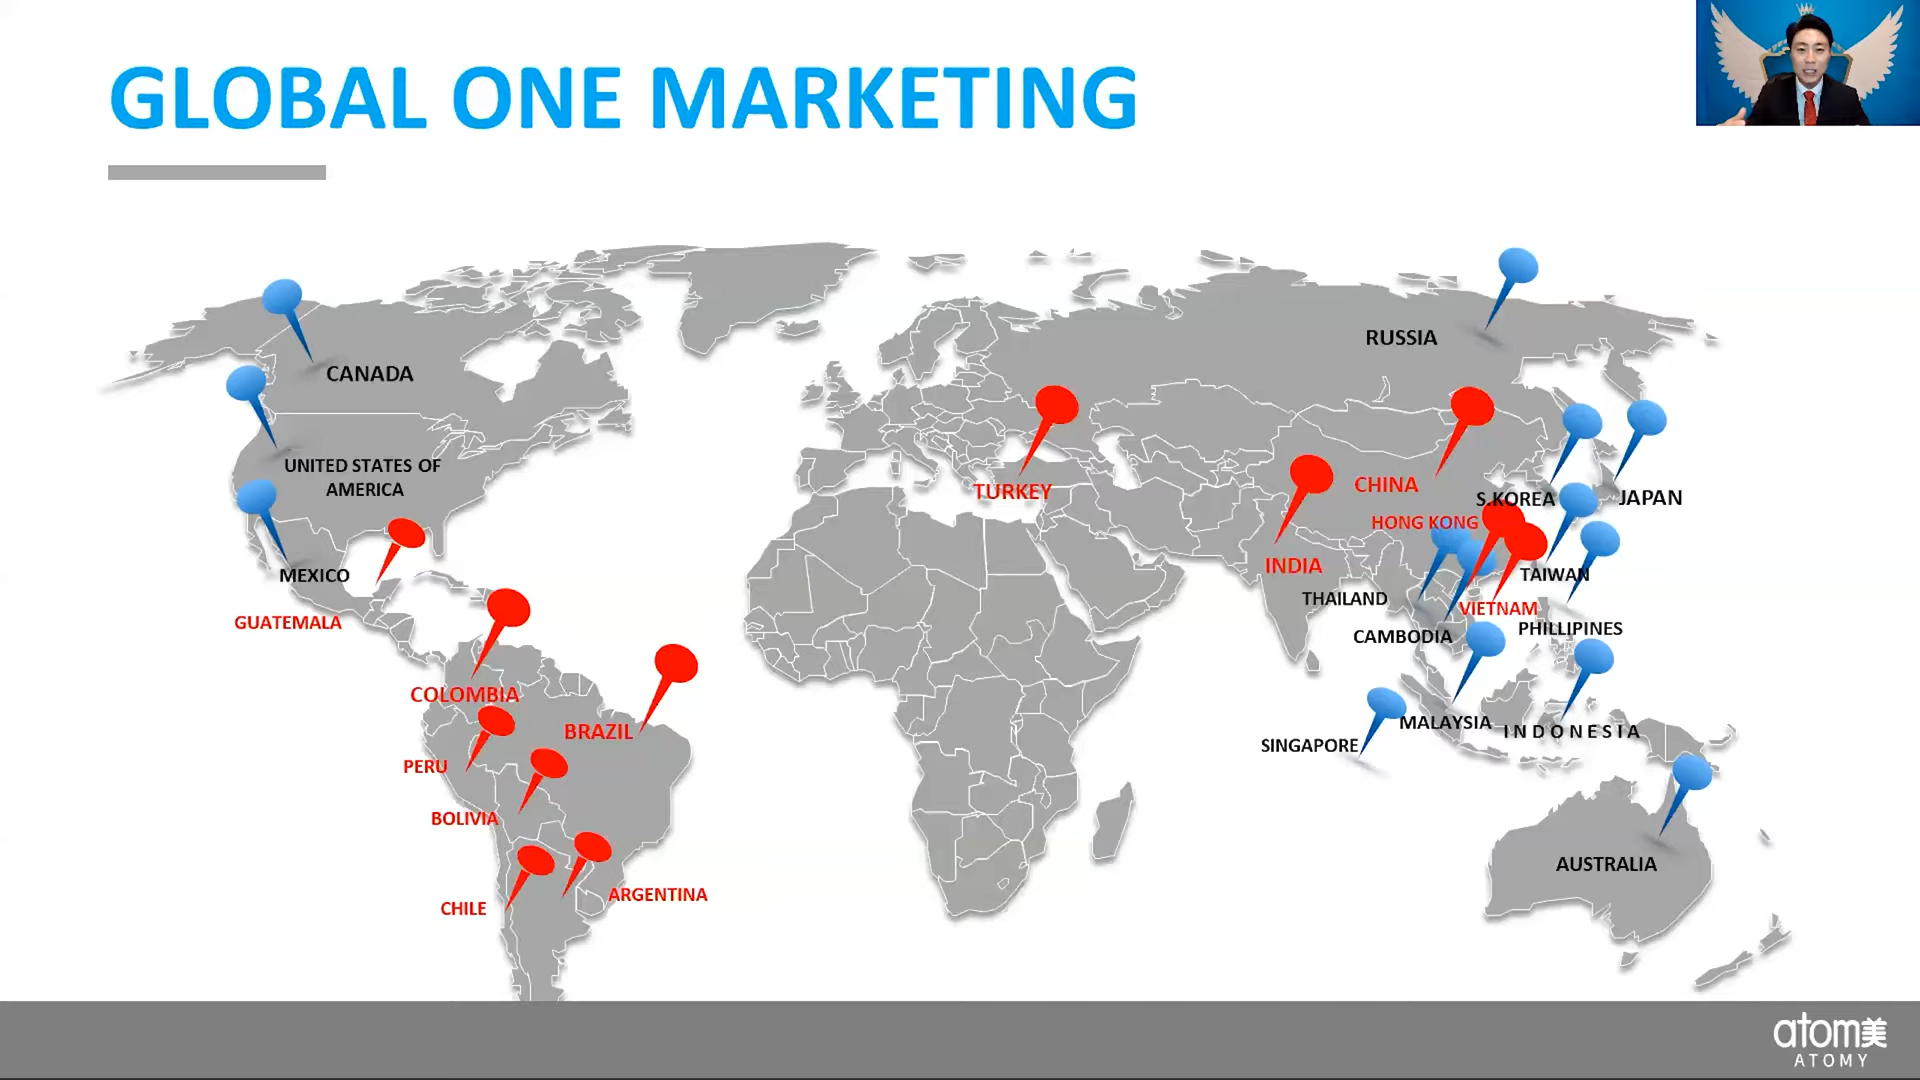 GLOBAL ONE MARKETING
RUSSIA
CANADA
UNITED STATES OF
AMERICA
TURKEY
CHINA
S.KOREA
JAPAN
HONG KONG
INDIA
MEXICO
TAIWAN
THAILAND
VIETNAM
GUATEMALA
CAMBODIA
PHILLIPINES
COLOMBIA
BRAZIL
MALAYSIA
INDONESIA
SINGAPORE
PERU
BOLIVIA
AUSTRALIA
ARGENTINA
CHILE
atom美
ATOMY